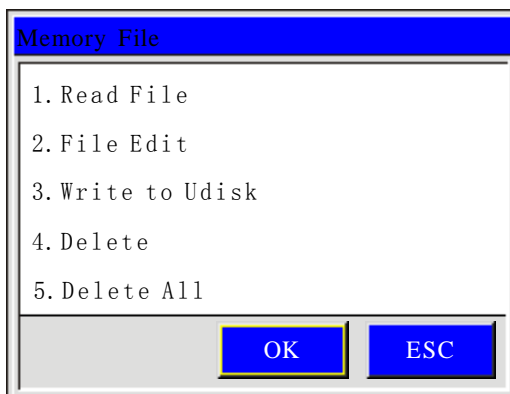 Memory File
1. Read File
2. File Edit
3. Write to Udisk
4. Delete
5. Delete All
OK ESC